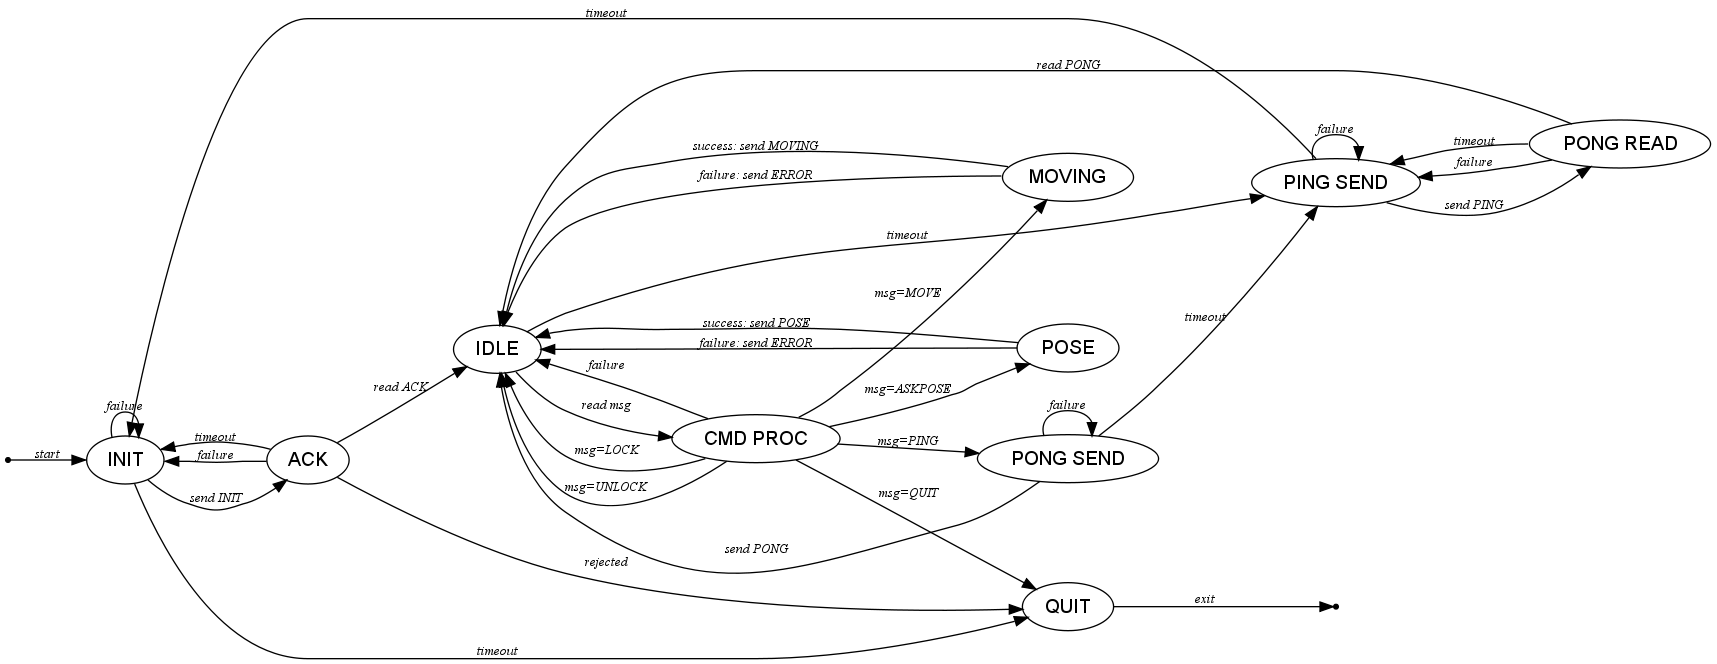 timeout
read PONG
failure
timeout
PONG READ
success: send MOVING
failure
failure: send ERROR
MOVING
PING SEND
send PING
timeout
msg=MOVE
timeout
success: send POSE
IDLE
failure: send ERROR
POSE
failure
read ACK
msg=ASKPOSE
failure
read msg
failure
timeout
CMD PROC
msg=PING
start
INIT
failure
ACK
msg=LOCK
PONG SEND
send INIT
msg=UNLOCK
msg=QUIT
send PONG
rejected
QUIT
exit
timeout